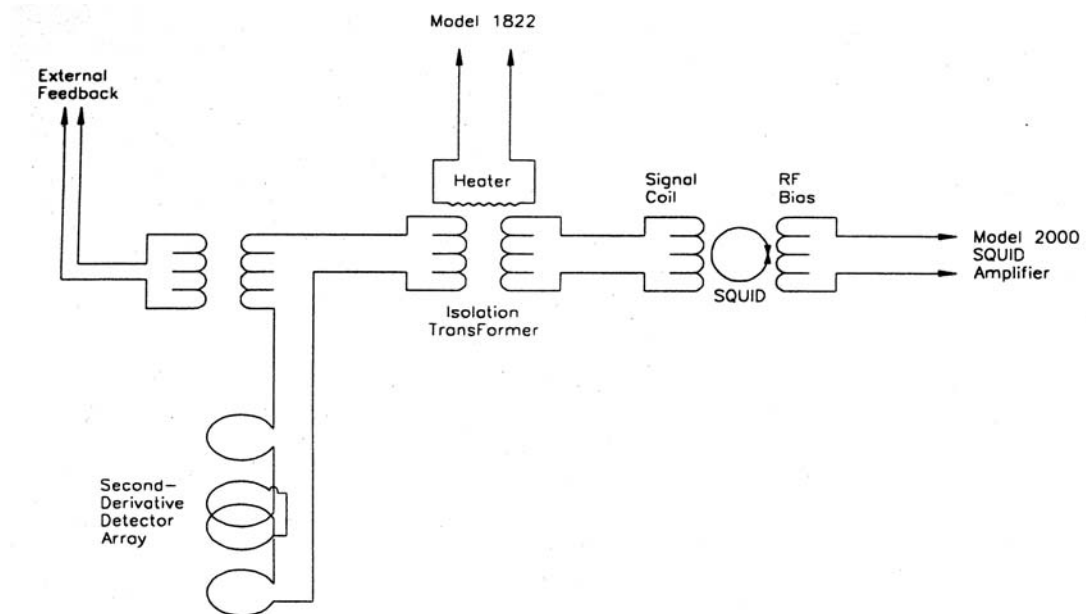 Model 1822
External
Feedback
Heater
Signal
Coil
RF
Bias
Model 2000
SQUID
Amplifier
SQUID
Isolation
TransFormer
Second-
Derivative
Detector
Array